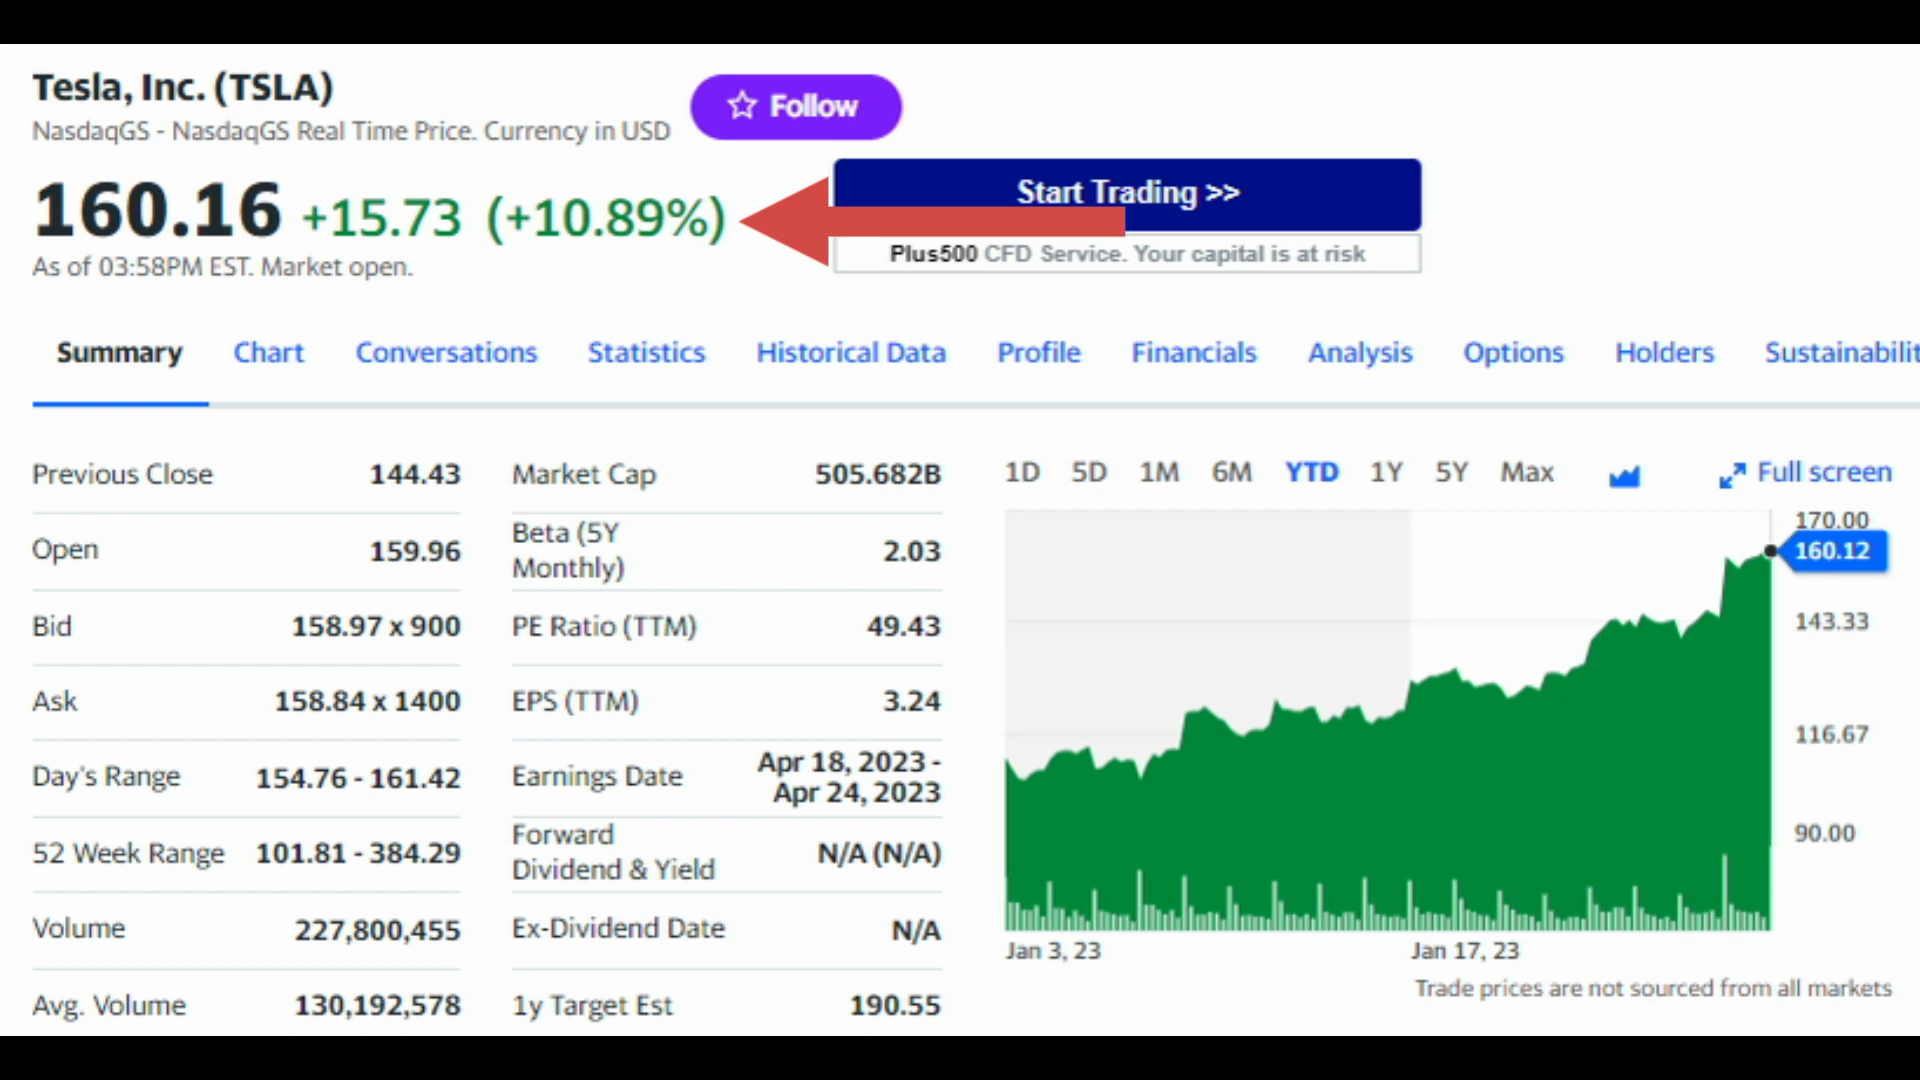 Tesla, Inc. (TSLA)
NasdaqGS - NasdaqGS Real Time Price. Currency in USD
Follow
160.16 +15.73 (+10.89%)
As of 03:58PM EST. Market open.
Start Trading >>
Plus500 CFD Service. Your capital is at risk
Summary Chart Conversations Statistics Historical Data Profile Financials Analysis Options Holders Sustainabilit
Previous Close 144.43
Open 159.96
Bid 158.97 x 900
Ask 158.84 x 1400
Day's Range 154.76 - 161.42
52 Week Range 101.81 - 384.29
Volume 227,800,455
Avg. Volume 130,192,578
Market Cap 505.682B
Beta (5Y
Monthly) 2.03
PE Ratio (TTM) 49.43
EPS (TTM) 3.24
Earnings Date Apr 18, 2023 -
Apr 24, 2023
Forward
Dividend & Yield N/A (N/A)
Ex-Dividend Date N/A
1y Target Est 190.55
1D 5D 1M 6M YTD 1Y 5Y Max Full screen
170.00
160.12
143.33
116.67
90.00
Jan 3, 23 Jan 17, 23
Trade prices are not sourced from all markets